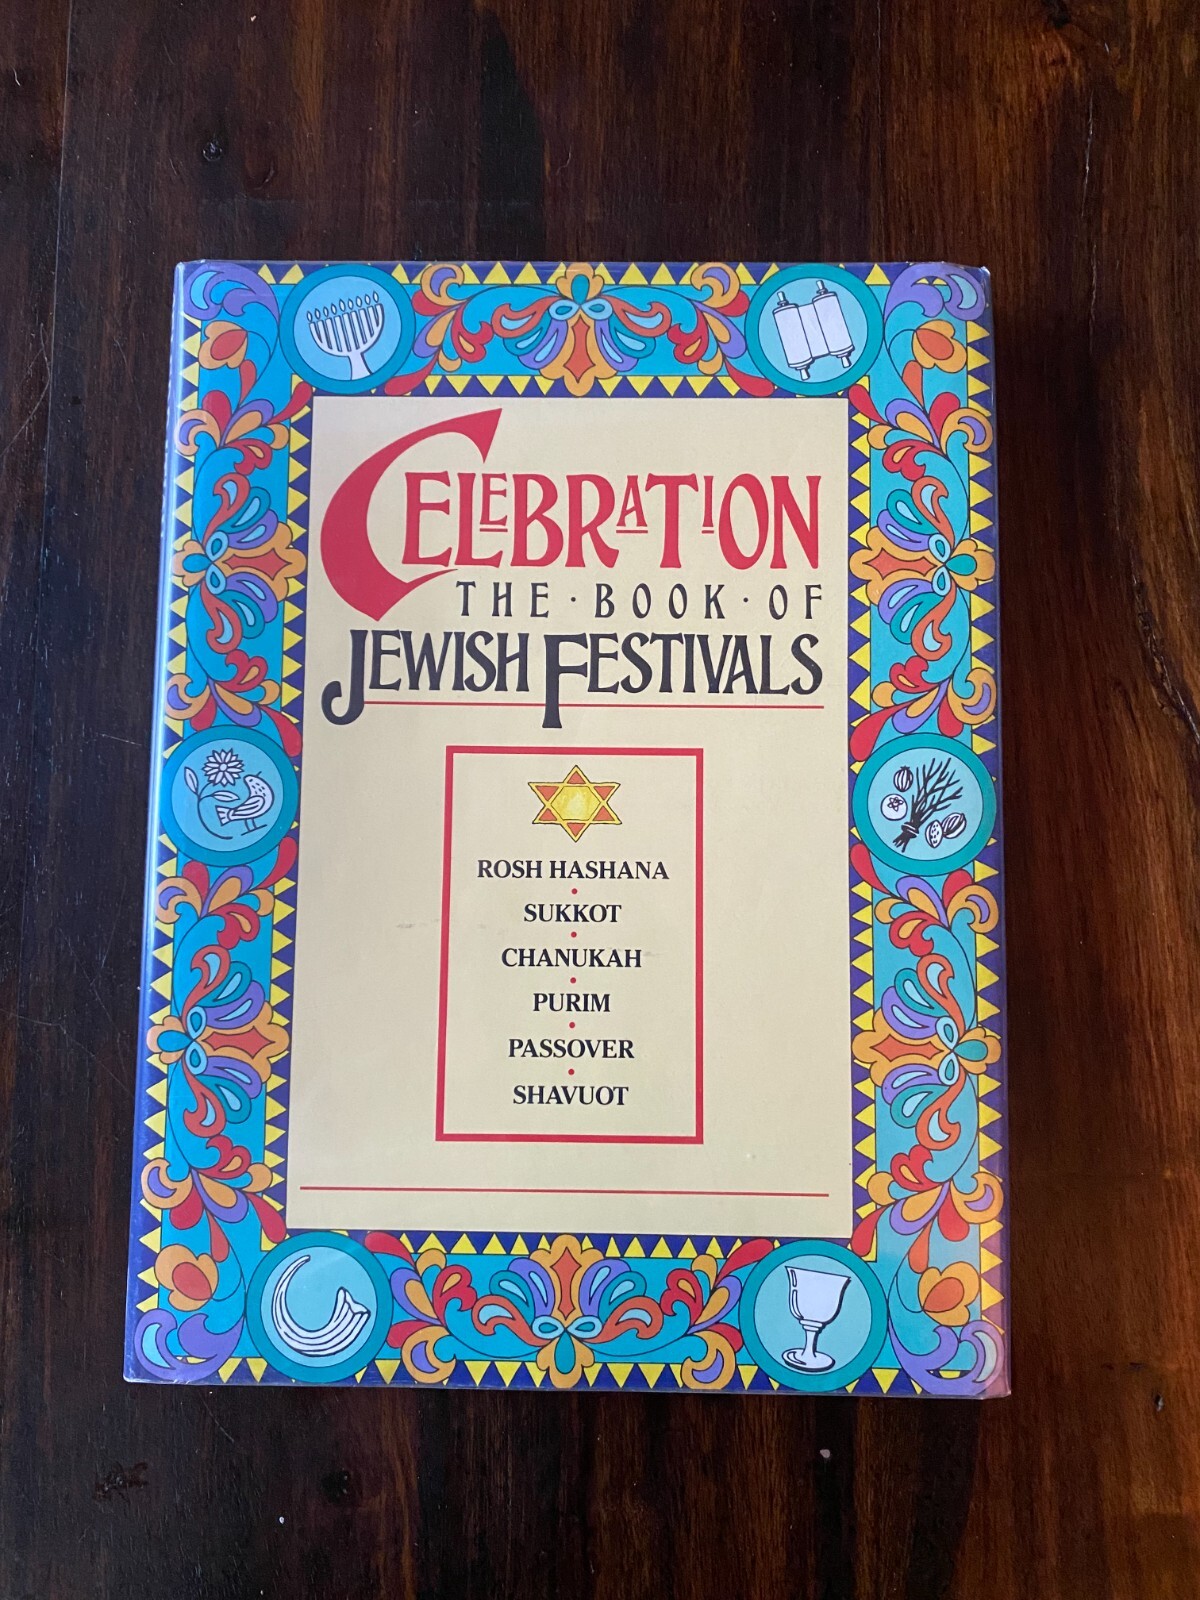 CELEBRATION
THE · BOOK · OF
JEWISH FESTIVALS
ROSH HASHANA
•
SUKKOT
•
CHANUKAH
•
PURIM
•
PASSOVER
•
SHAVUOT